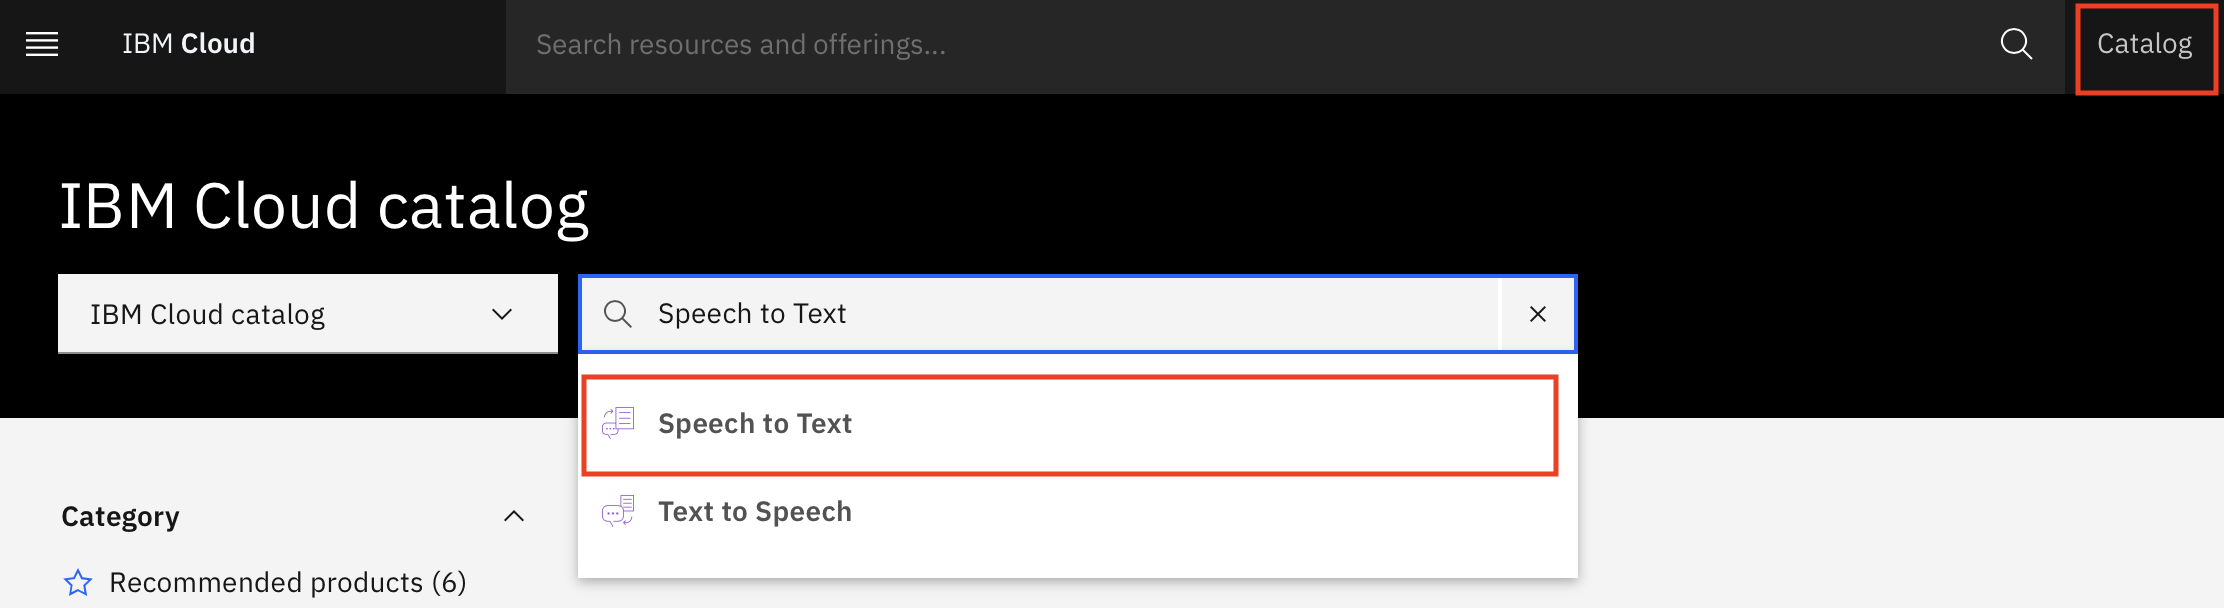 IBM Cloud
Search resources and offerings...
Catalog
IBM Cloud catalog
IBM Cloud catalog
Speech to Text
Speech to Text
Text to Speech
Category
Recommended products (6)